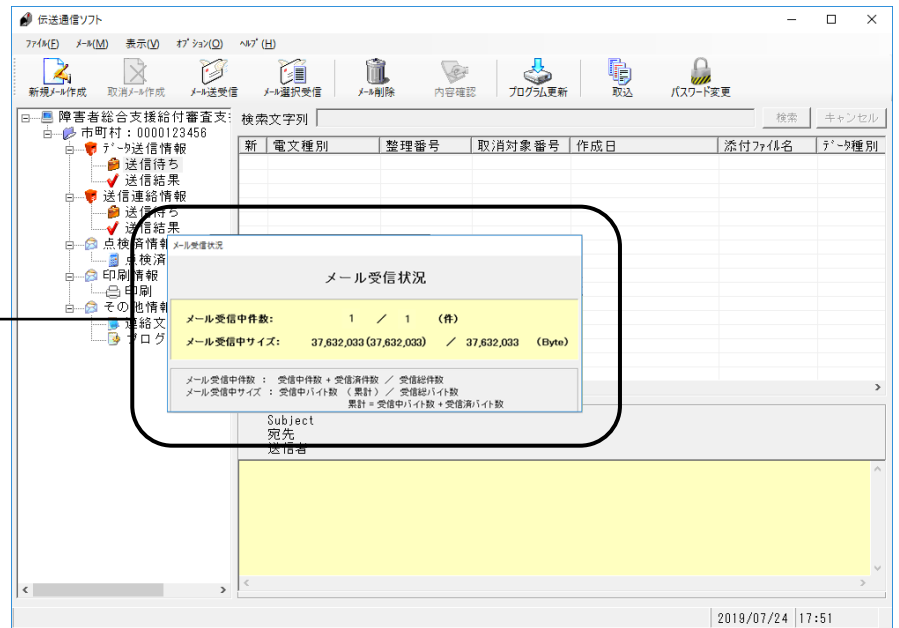 伝送通信ソフト
ﾌｧｲﾙ(F) ﾒｰﾙ(M) 表示(V) ｵﾌﾟｼｮﾝ(O) ﾍﾙﾌﾟ(H)
新規ﾒｰﾙ作成 取消ﾒｰﾙ作成 ﾒｰﾙ送受信 ﾒｰﾙ選択受信 ﾒｰﾙ削除 内容確認 ﾌﾟﾛｸﾞﾗﾑ更新 取込 ﾊﾟｽﾜｰﾄﾞ変更
障害者総合支援給付審査支
市町村：0000123456
ﾃﾞｰﾀ送信情報
送信待ち
送信結果
送信連絡情報
送信待ち
送信結果
点検済情報
点検済
印刷情報
印刷
その他情報
連絡文
プログ
検索文字列 検索 キャンセル
新 電文種別 整理番号 取消対象番号 作成日 添付ﾌｧｲﾙ名 ﾃﾞｰﾀ種別
メール受信状況
メール受信状況
メール受信中件数： 1 ／ 1 （件）
メール受信中サイズ： 37,632,033(37,632,033) ／ 37,632,033 （Byte）
メール受信中件数 ： 受信中件数 + 受信済件数 ／ 受信総件数
メール受信中サイズ ： 受信中バイト数 （ 累計 ） ／ 受信総バイト数
累計 = 受信中バイト数 + 受信済バイト数
Subject
宛先
送信者
2019/07/24 17:51